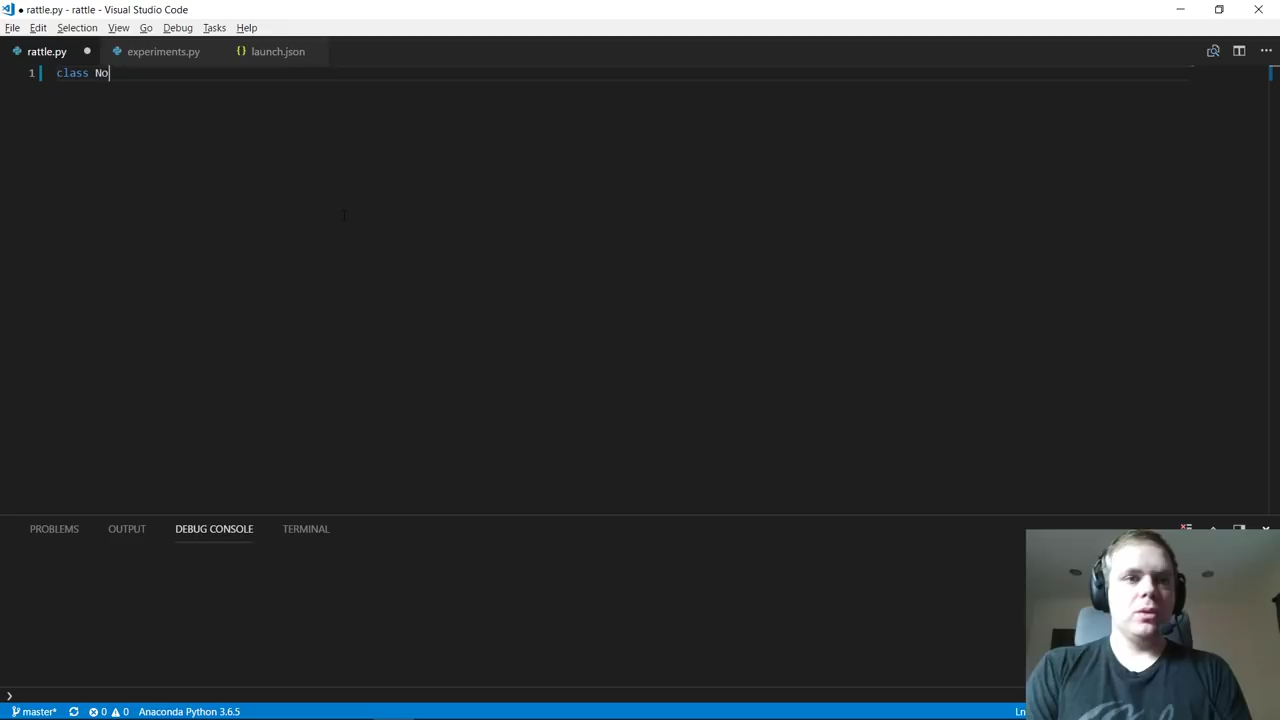 ● rattle.py - rattle - Visual Studio Code
File Edit Selection View Go Debug Tasks Help
rattle.py ● experiments.py {} launch.json ...
1 class No
PROBLEMS OUTPUT DEBUG CONSOLE TERMINAL
master* 0 0 Anaconda Python 3.6.5 Ln